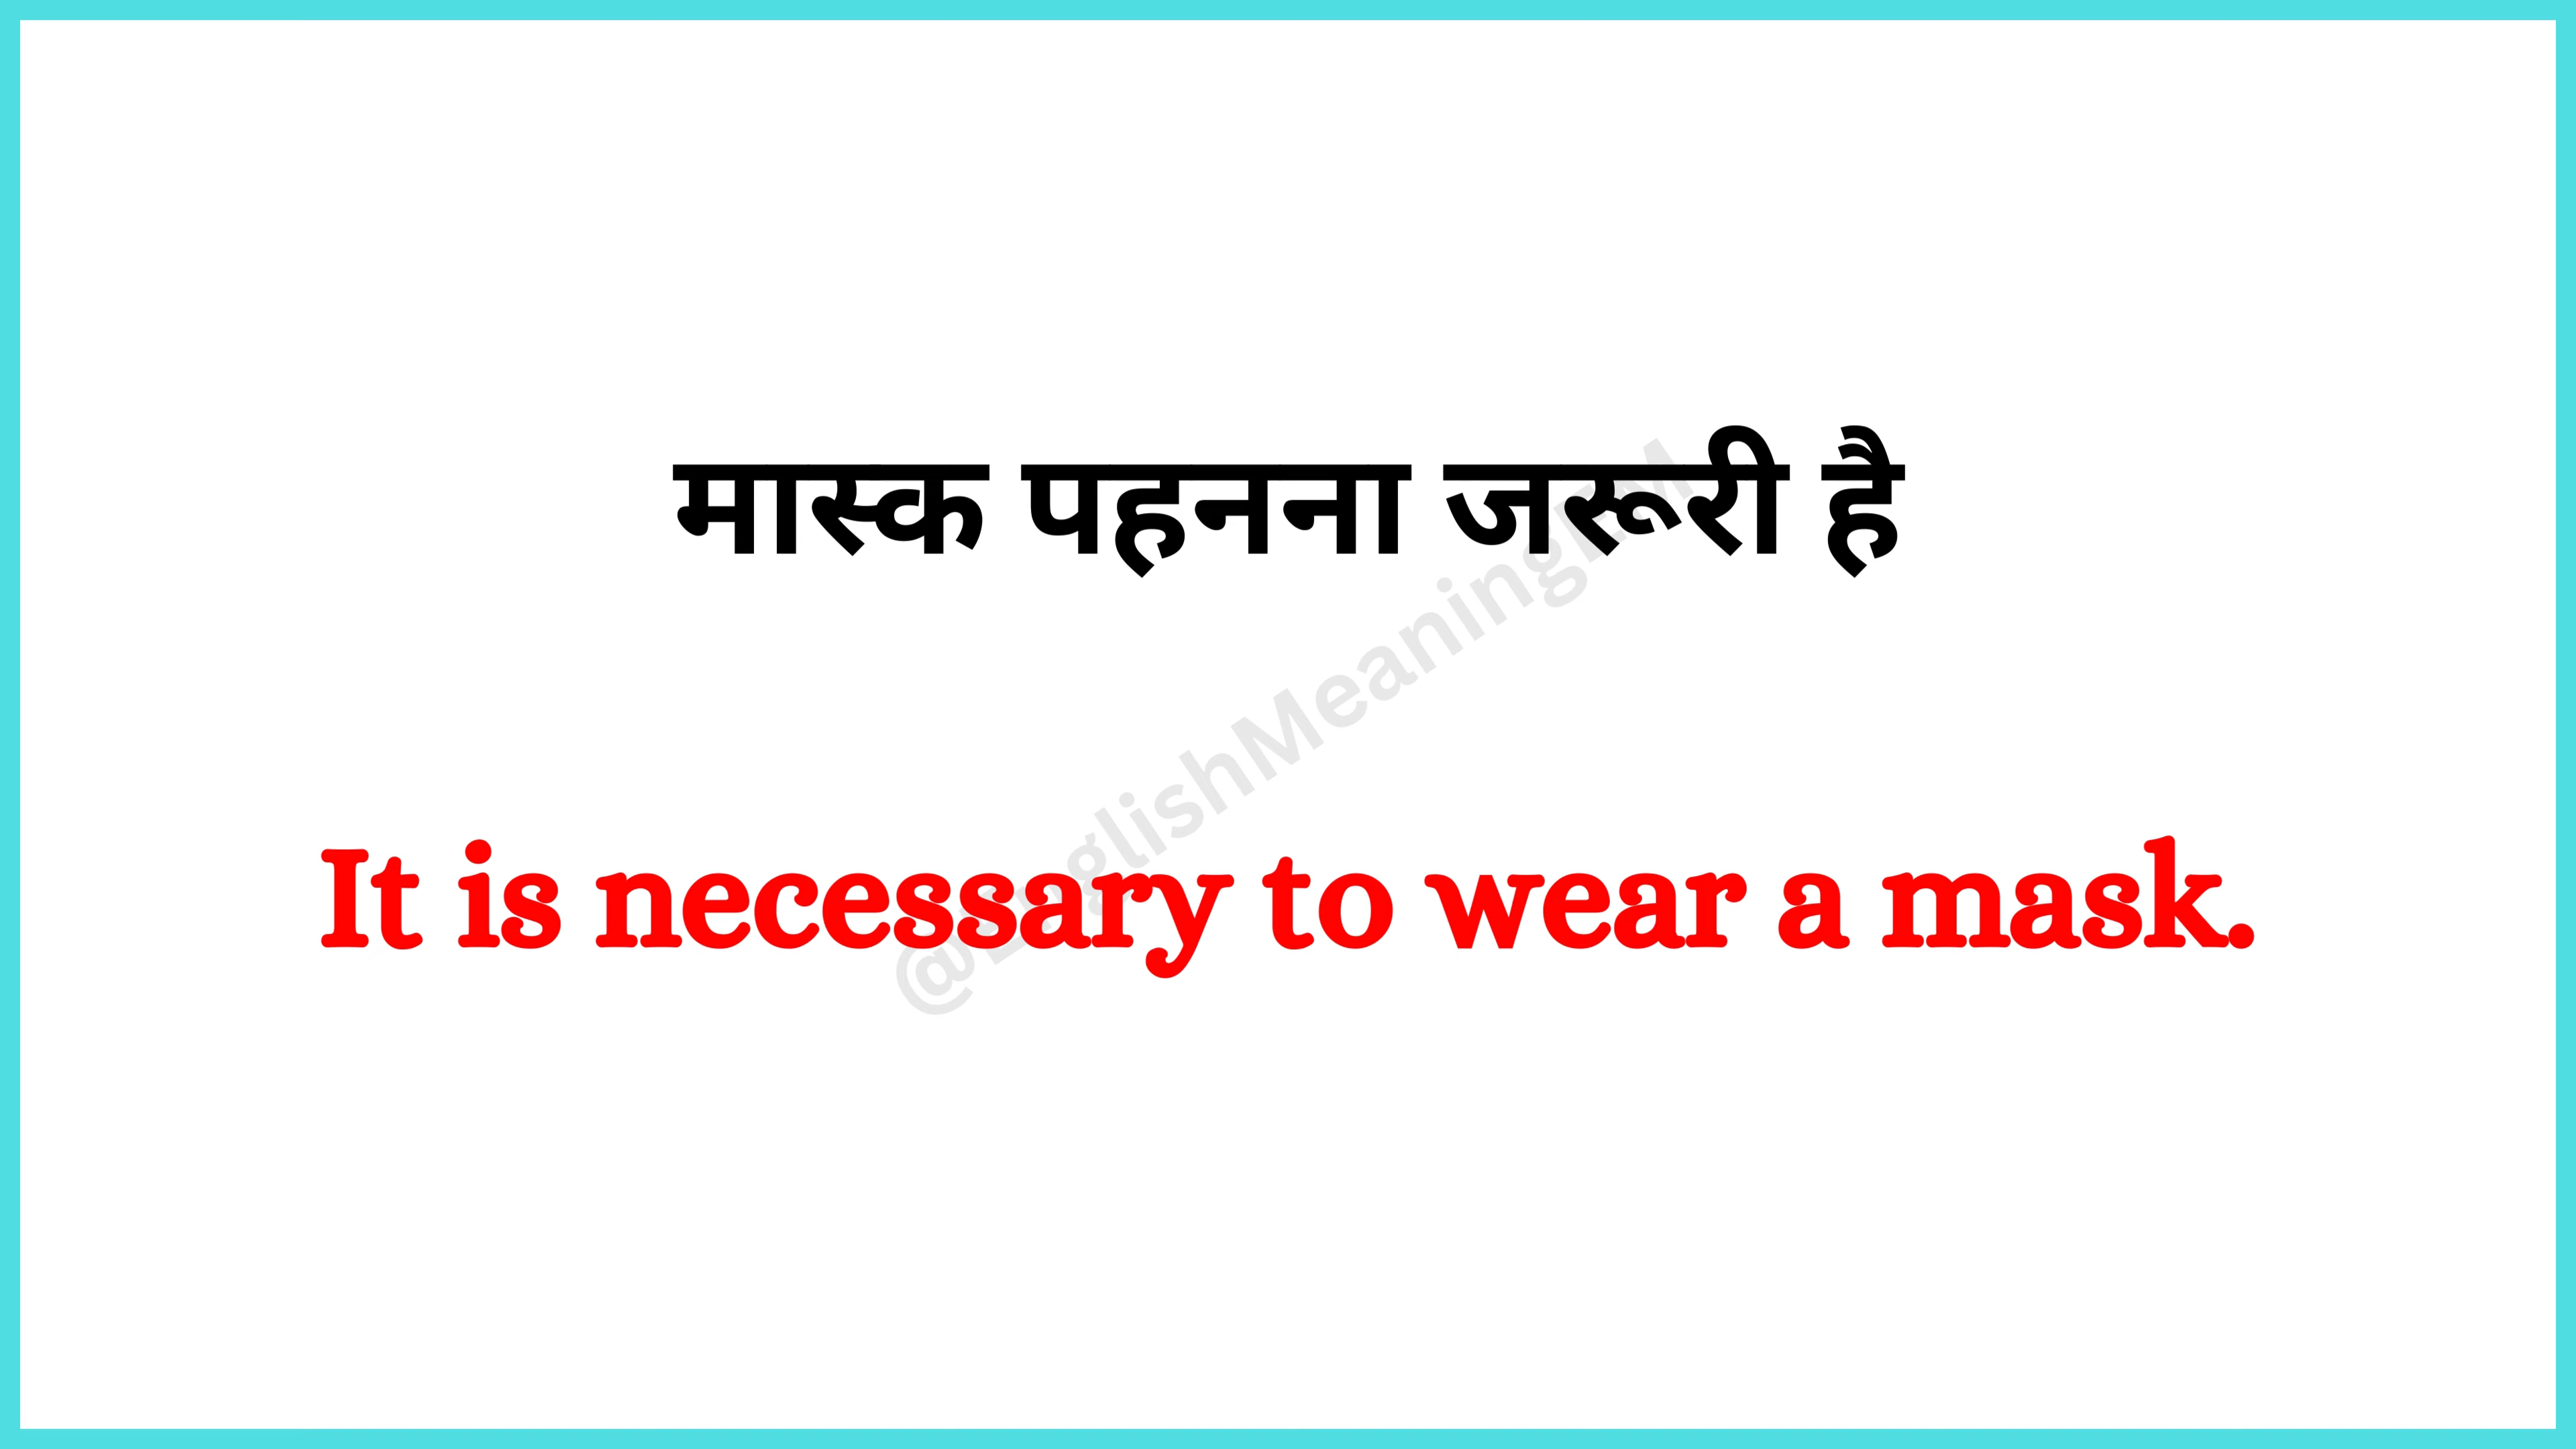 मास्क पहनना जरूरी है
It is necessary to wear a mask.